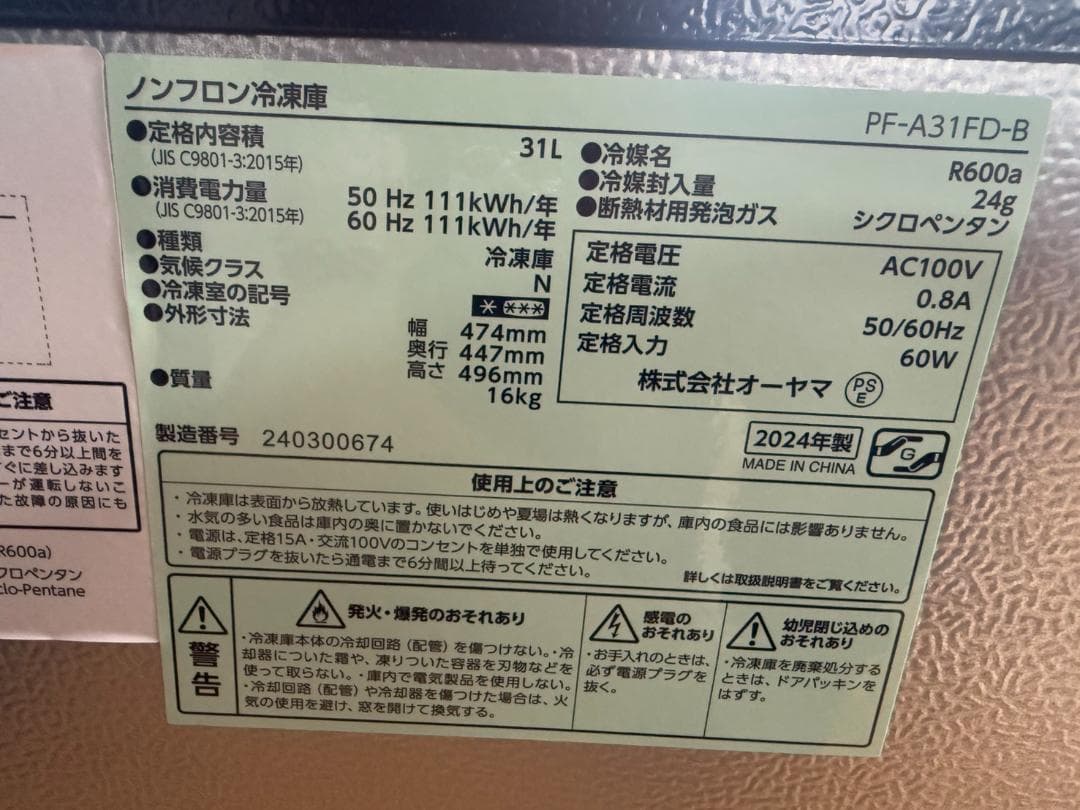 ノンフロン冷凍庫
PF-A31FD-B
●定格内容積 31L
(JIS C9801-3:2015年)
●消費電力量 50 Hz 111kWh/年
(JIS C9801-3:2015年) 60 Hz 111kWh/年
●種類 冷凍庫
●気候クラス N
●冷凍室の記号 * ***
●外形寸法
幅 474mm
奥行 447mm
高さ 496mm
●質量 16kg
●冷媒名 R600a
●冷媒封入量 24g
●断熱材用発泡ガス シクロペンタン
定格電圧 AC100V
定格電流 0.8A
定格周波数 50/60Hz
定格入力 60W
株式会社オーヤマ PS E
製造番号 240300674
2024年製
MADE IN CHINA
G
使用上のご注意
・冷凍庫は表面から放熱しています。使いはじめや夏場は熱くなりますが、庫内の食品には影響ありません。
・水気の多い食品は庫内の奥に置かないでください。
・電源は、定格15A・交流100Vのコンセントを単独で使用してください。
・電源プラグを抜いたら通電まで6分間以上待ってください。
詳しくは取扱説明書をご覧ください。
警告
発火・爆発のおそれあり
・冷凍庫本体の冷却回路(配管)を傷つけない。・冷
却器についた霜や、凍りついた容器を刃物などを
使って取らない。・庫内で電気製品を使用しない。
・冷却回路(配管)や冷却器を傷つけた場合は、火
気の使用を避け、窓を開けて換気する。
感電の
おそれあり
・お手入れのときは、
必ず電源プラグを
抜く。
幼児閉じ込めの
おそれあり
・冷凍庫を廃棄処分する
ときは、ドアパッキンを
はずす。
ご注意
セントから抜いた
まで6分以上間を
ぐに差し込みます
ーが運転しないこ
た故障の原因にも
R600a)
クロペンタン
clo-Pentane